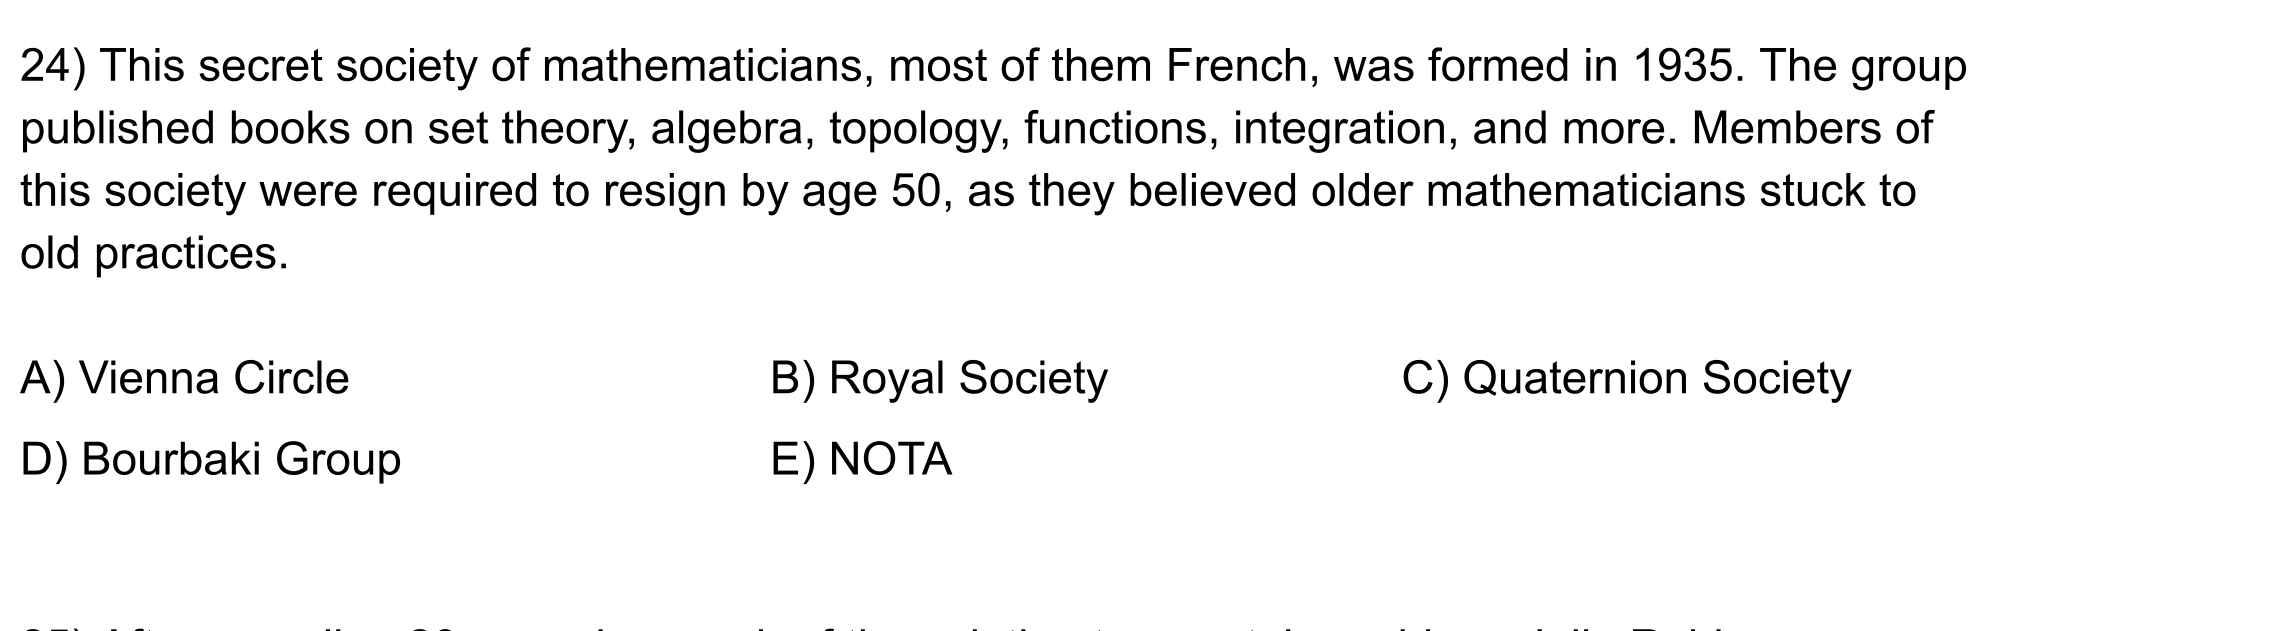 24) This secret society of mathematicians, most of them French, was formed in 1935. The group
published books on set theory, algebra, topology, functions, integration, and more. Members of
this society were required to resign by age 50, as they believed older mathematicians stuck to
old practices.
A) Vienna Circle B) Royal Society C) Quaternion Society
D) Bourbaki Group E) NOTA